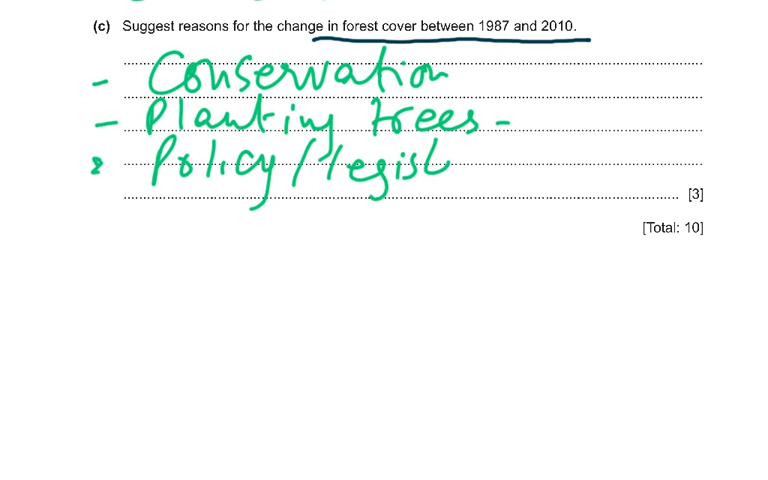 (c) Suggest reasons for the change in forest cover between 1987 and 2010.
- Conservation
- Planting trees -
Policy / legisl
[3]
[Total: 10]